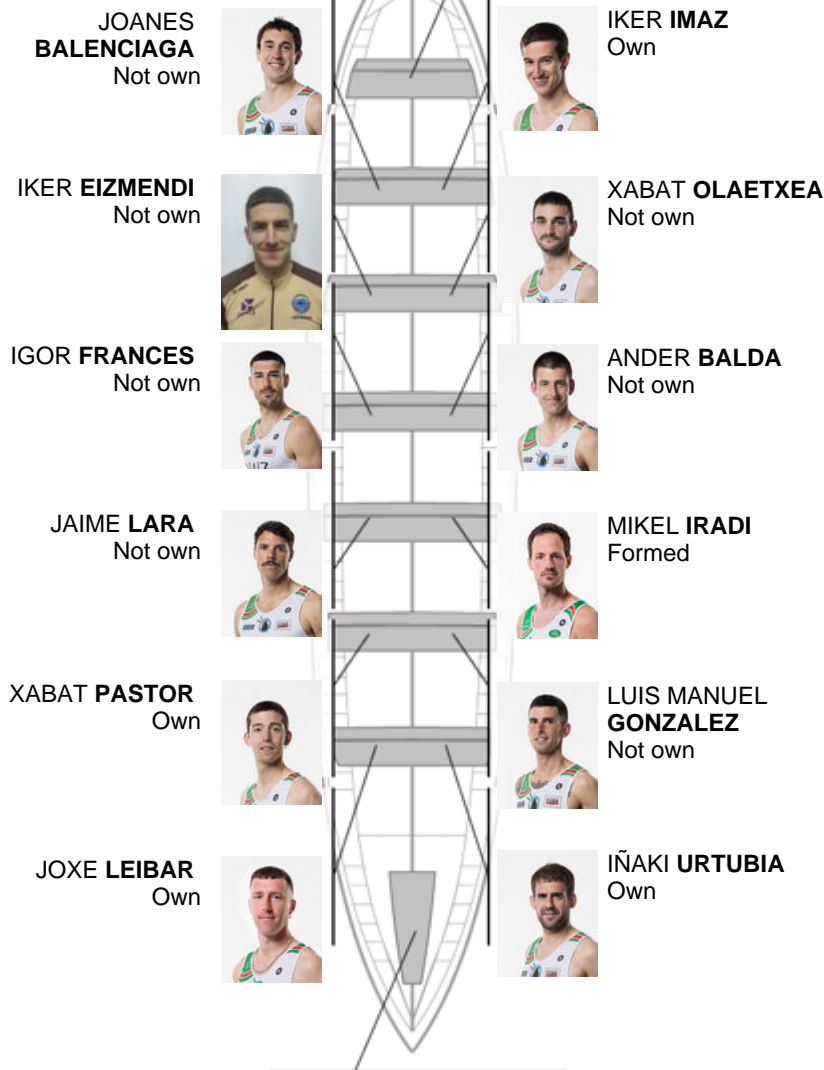 JOANES
BALENCIAGA
Not own
IKER IMAZ
Own
IKER EIZMENDI
Not own
XABAT OLAETXEA
Not own
IGOR FRANCES
Not own
ANDER BALDA
Not own
JAIME LARA
Not own
MIKEL IRADI
Formed
XABAT PASTOR
Own
LUIS MANUEL
GONZALEZ
Not own
JOXE LEIBAR
Own
IÑAKI URTUBIA
Own